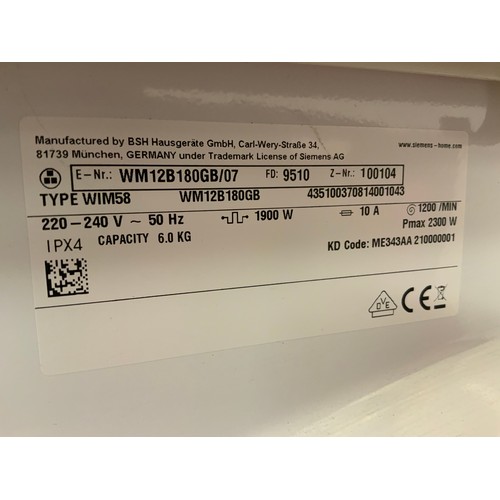 Manufactured by BSH Hausgeräte GmbH, Carl-Wery-Straße 34, www.siemens-home.com
81739 München, GERMANY under Trademark License of Siemens AG
E-Nr.: WM12B180GB/07 FD: 9510 Z-Nr.: 100104
TYPE WIM58 WM12B180GB 435100370814001043
220-240 V ~ 50 Hz 1900 W 10 A 1200 /MIN
Pmax 2300 W
IPX4 CAPACITY 6.0 KG KD Code: ME343AA 210000001
DVE CE